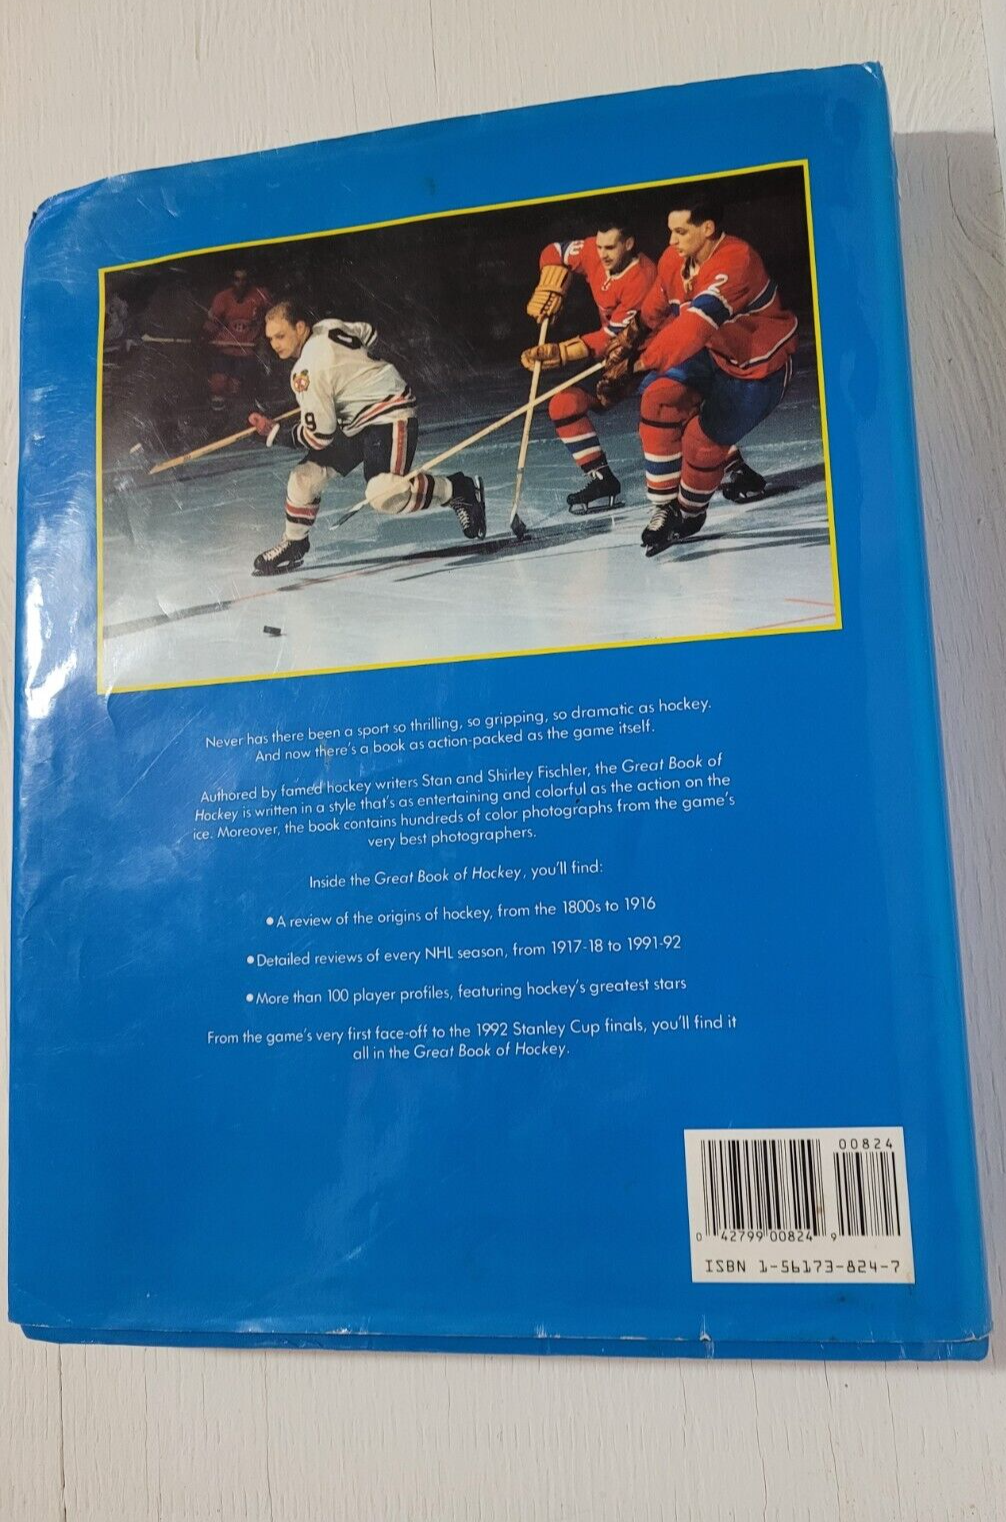 9
9
2
2
Never has there been a sport so thrilling, so gripping, so dramatic as hockey.
And now there's a book as action-packed as the game itself.
Authored by famed hockey writers Stan and Shirley Fischler, the Great Book of
Hockey is written in a style that's as entertaining and colorful as the action on the
ice. Moreover, the book contains hundreds of color photographs from the game's
very best photographers.
Inside the Great Book of Hockey, you'll find:
•A review of the origins of hockey, from the 1800s to 1916
•Detailed reviews of every NHL season, from 1917-18 to 1991-92
•More than 100 player profiles, featuring hockey's greatest stars
From the game's very first face-off to the 1992 Stanley Cup finals, you'll find it
all in the Great Book of Hockey.
00824
0 42799 00824 9
ISBN 1-56173-824-7